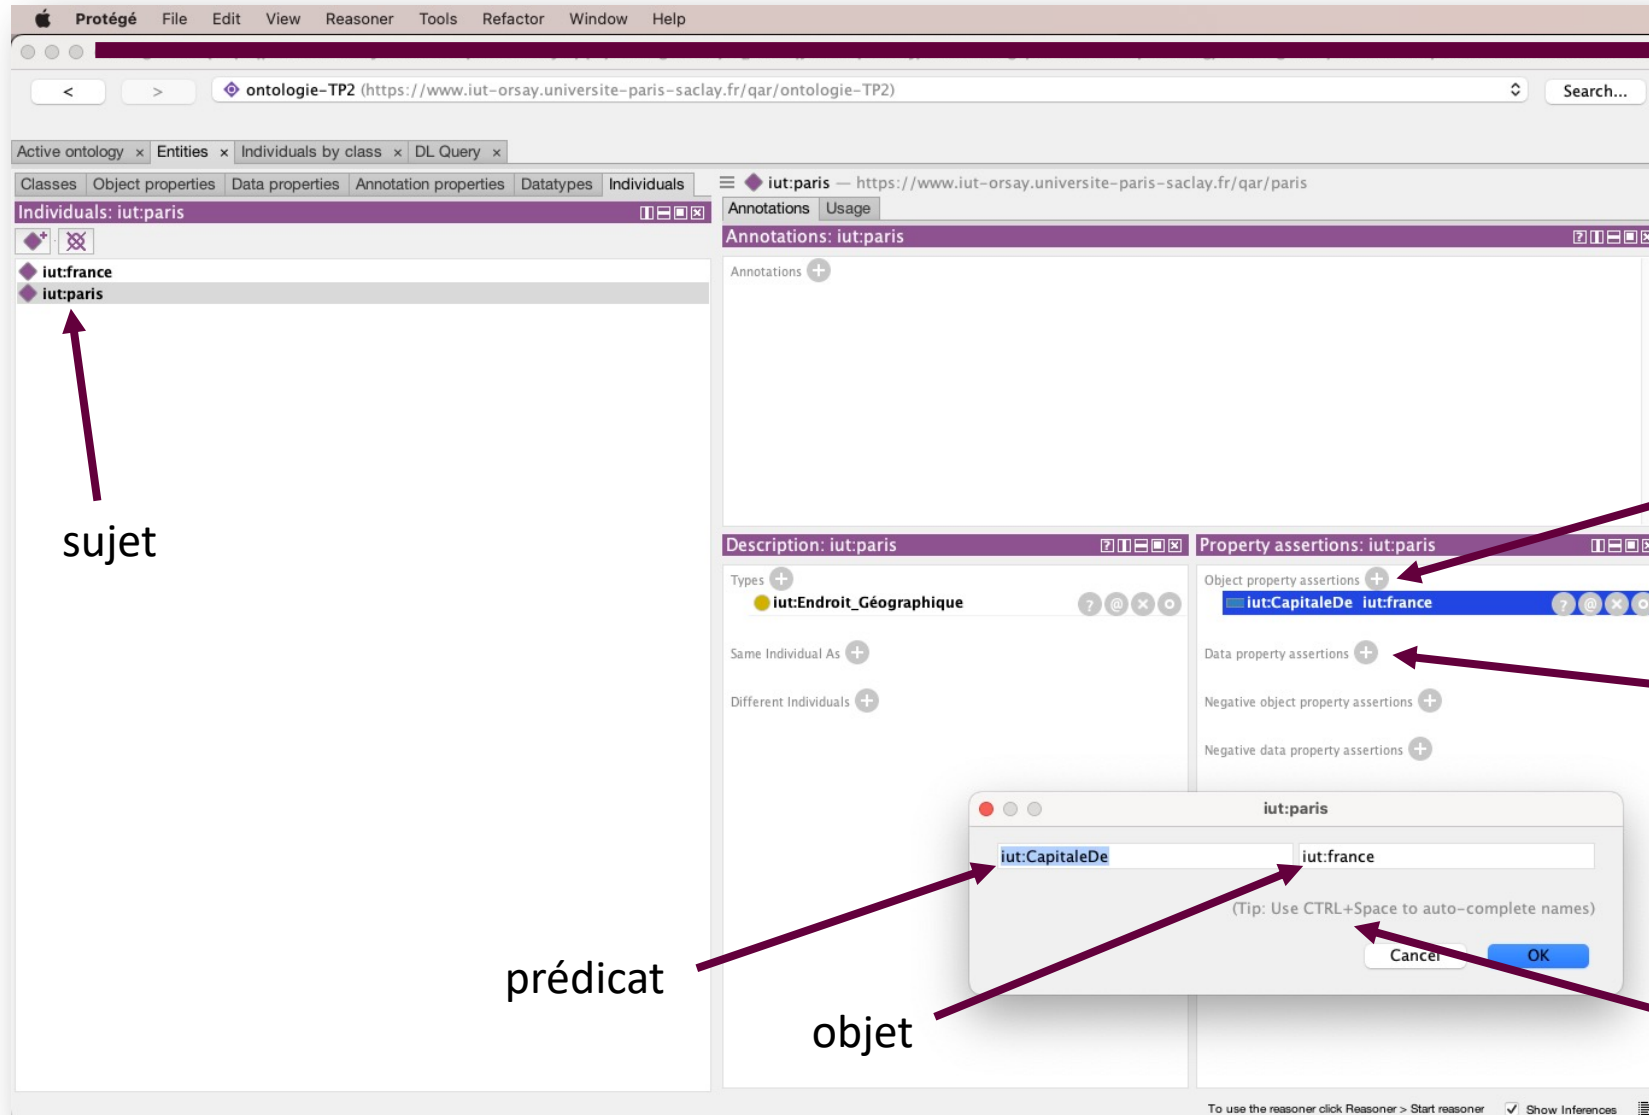 Protégé File Edit View Reasoner Tools Refactor Window Help
< > ontologie-TP2 (https://www.iut-orsay.universite-paris-saclay.fr/qar/ontologie-TP2) Search...
Active ontology × Entities × Individuals by class × DL Query ×
Classes Object properties Data properties Annotation properties Datatypes Individuals
Individuals: iut:paris
iut:france
iut:paris
sujet
iut:paris — https://www.iut-orsay.universite-paris-saclay.fr/qar/paris
Annotations Usage
Annotations: iut:paris
Annotations
Description: iut:paris
Types
iut:Endroit_Géographique
Same Individual As
Different Individuals
Property assertions: iut:paris
Object property assertions
iut:CapitaleDe iut:france
Data property assertions
Negative object property assertions
Negative data property assertions
iut:paris
iut:CapitaleDe iut:france
(Tip: Use CTRL+Space to auto-complete names)
Cancel OK
prédicat
objet
To use the reasoner click Reasoner > Start reasoner Show Inferences